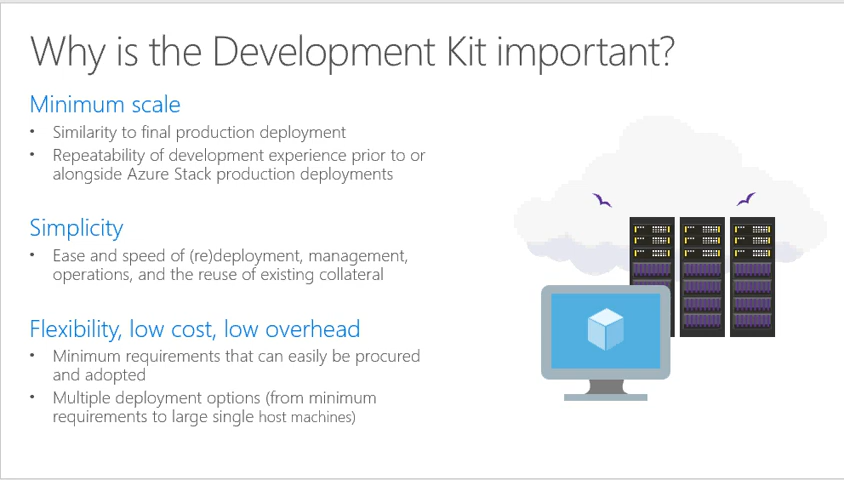 Why is the Development Kit important?
Minimum scale
• Similarity to final production deployment
• Repeatability of development experience prior to or
alongside Azure Stack production deployments
Simplicity
• Ease and speed of (re)deployment, management,
operations, and the reuse of existing collateral
Flexibility, low cost, low overhead
• Minimum requirements that can easily be procured
and adopted
• Multiple deployment options (from minimum
requirements to large single host machines)